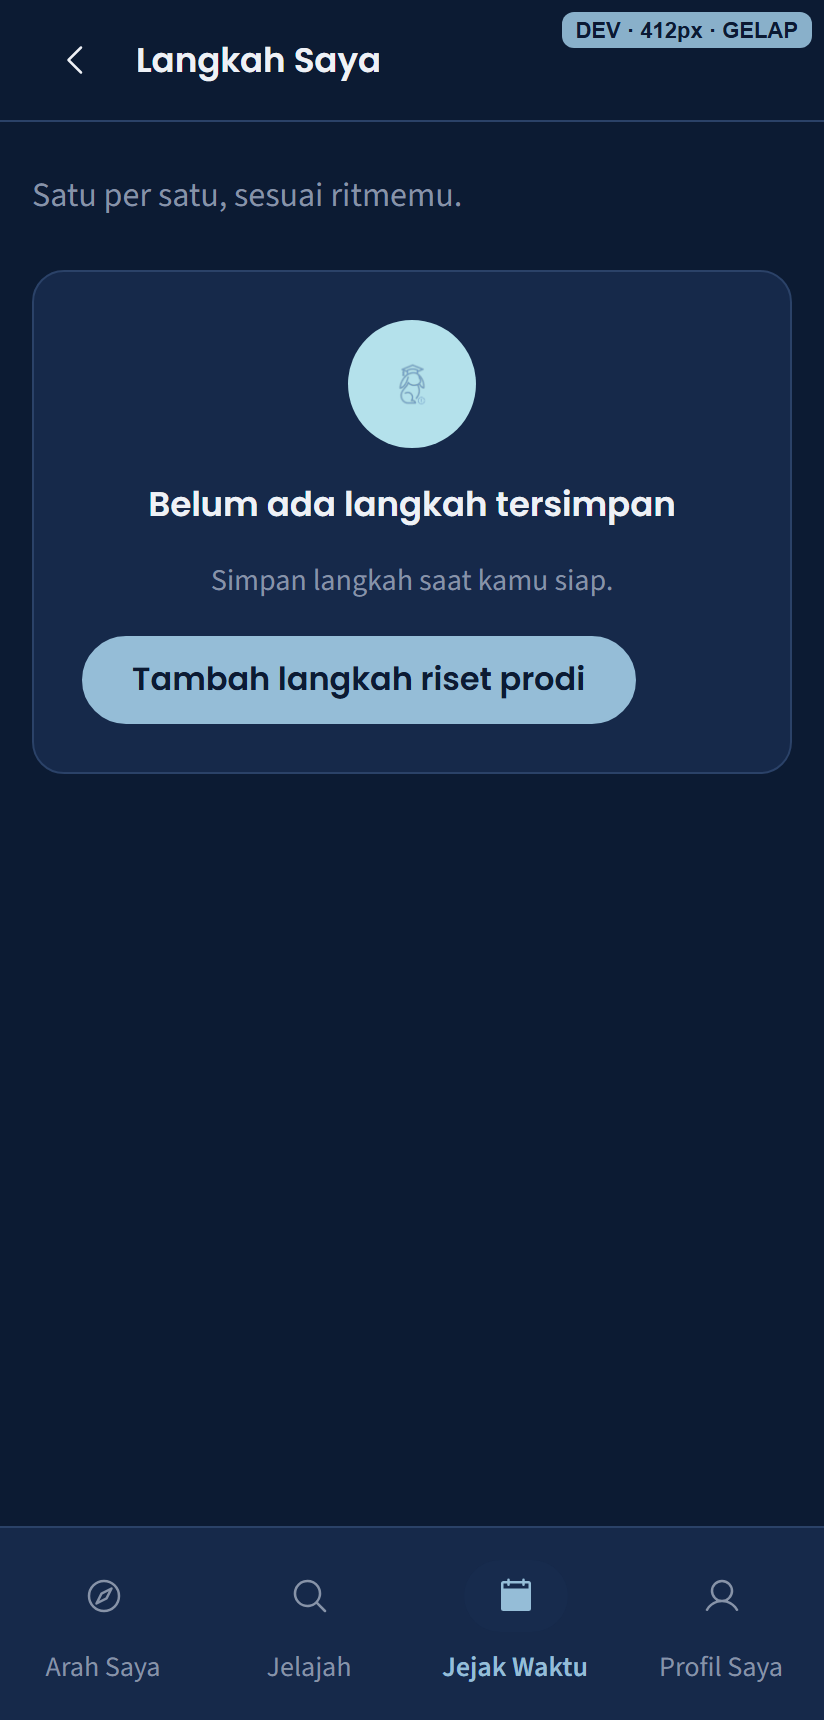 DEV · 412px · GELAP
Langkah Saya
Satu per satu, sesuai ritmemu.
Belum ada langkah tersimpan
Simpan langkah saat kamu siap.
Tambah langkah riset prodi
Arah Saya
Jelajah
Jejak Waktu
Profil Saya